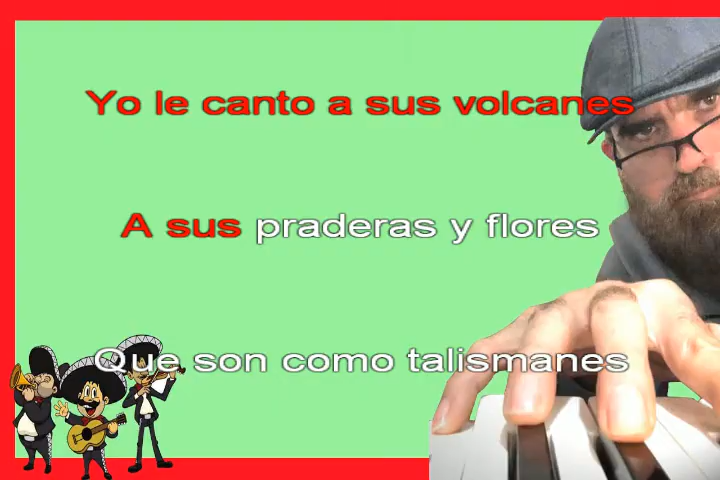 Yo le canto a sus volcanes
A sus praderas y flores
Que son como talismanes